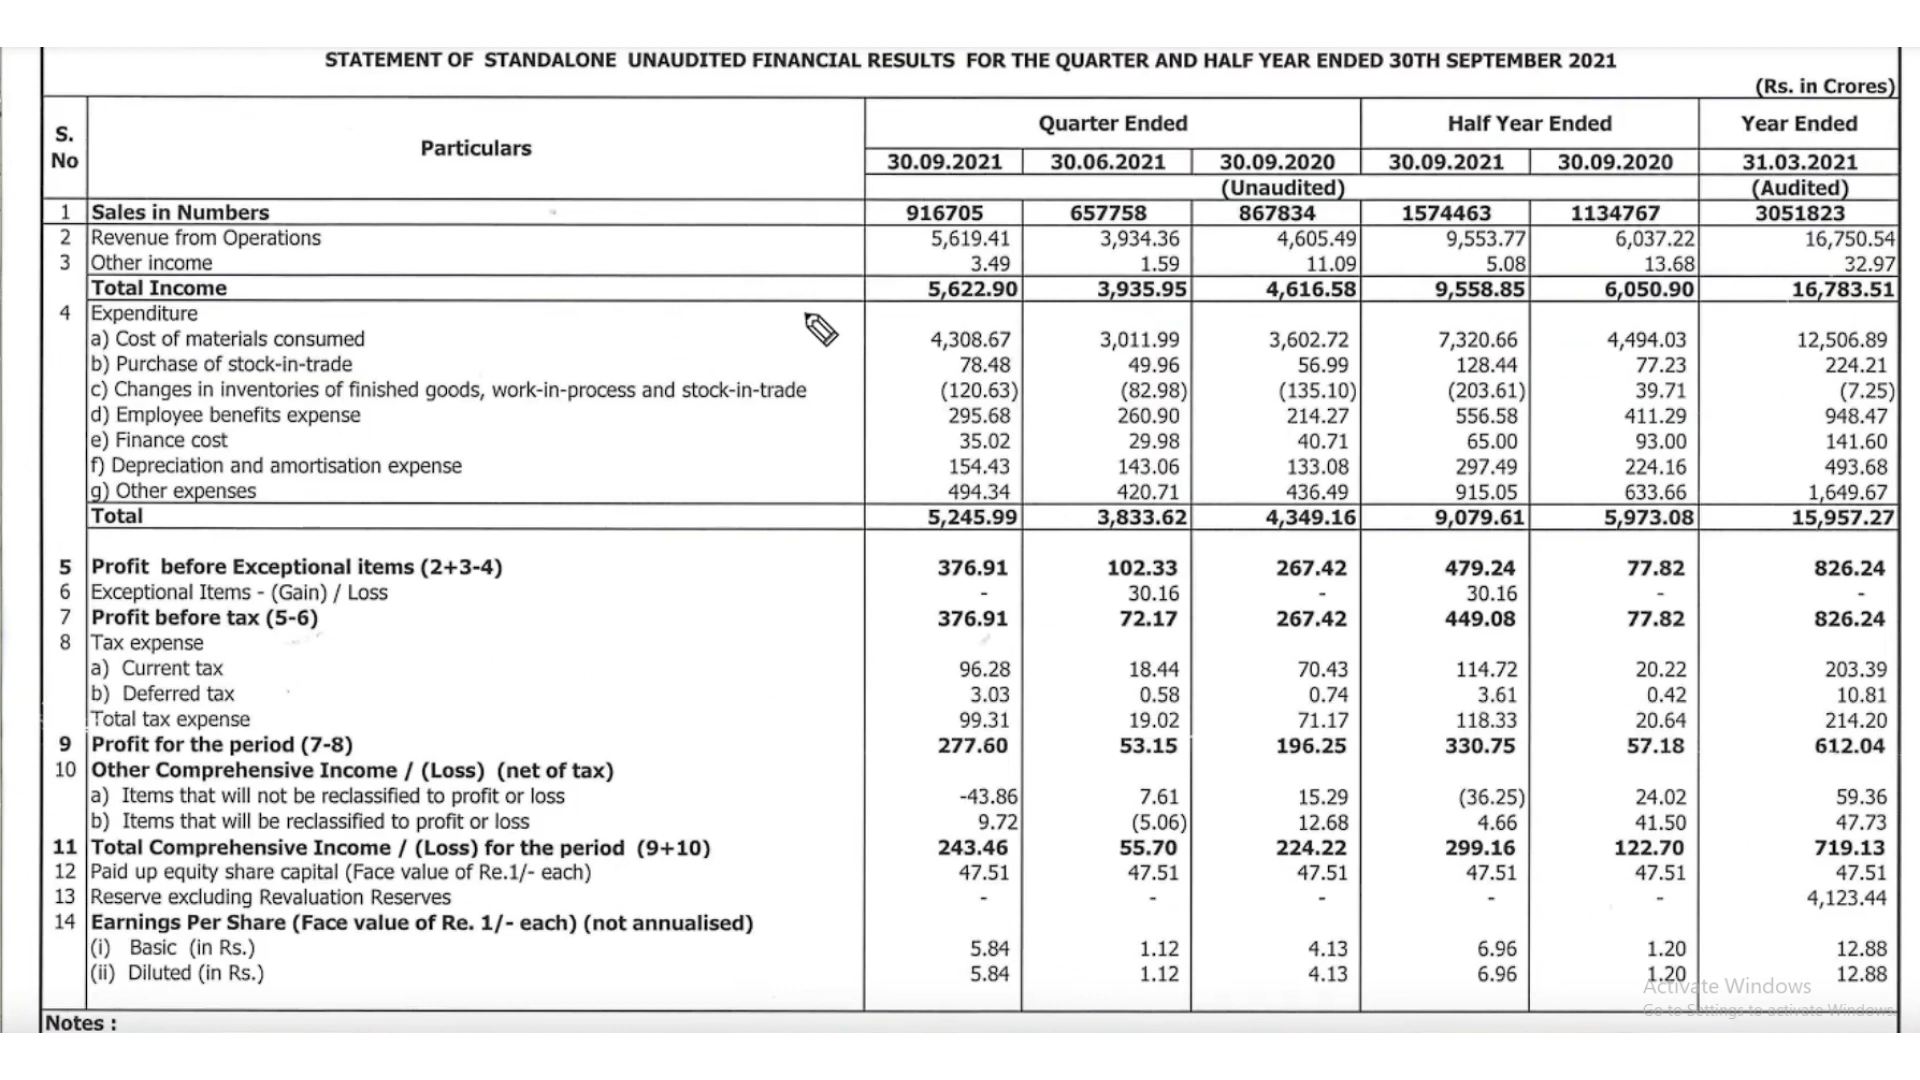 STATEMENT OF STANDALONE UNAUDITED FINANCIAL RESULTS FOR THE QUARTER AND HALF YEAR ENDED 30TH SEPTEMBER 2021
(Rs. in Crores)
S. No Particulars Quarter Ended Half Year Ended Year Ended
30.09.2021 30.06.2021 30.09.2020 30.09.2021 30.09.2020 31.03.2021
(Unaudited) (Audited)
1 Sales in Numbers 916705 657758 867834 1574463 1134767 3051823
2 Revenue from Operations 5,619.41 3,934.36 4,605.49 9,553.77 6,037.22 16,750.54
3 Other income 3.49 1.59 11.09 5.08 13.68 32.97
Total Income 5,622.90 3,935.95 4,616.58 9,558.85 6,050.90 16,783.51
4 Expenditure
a) Cost of materials consumed 4,308.67 3,011.99 3,602.72 7,320.66 4,494.03 12,506.89
b) Purchase of stock-in-trade 78.48 49.96 56.99 128.44 77.23 224.21
c) Changes in inventories of finished goods, work-in-process and stock-in-trade (120.63) (82.98) (135.10) (203.61) 39.71 (7.25)
d) Employee benefits expense 295.68 260.90 214.27 556.58 411.29 948.47
e) Finance cost 35.02 29.98 40.71 65.00 93.00 141.60
f) Depreciation and amortisation expense 154.43 143.06 133.08 297.49 224.16 493.68
g) Other expenses 494.34 420.71 436.49 915.05 633.66 1,649.67
Total 5,245.99 3,833.62 4,349.16 9,079.61 5,973.08 15,957.27
5 Profit before Exceptional items (2+3-4) 376.91 102.33 267.42 479.24 77.82 826.24
6 Exceptional Items - (Gain) / Loss - 30.16 - 30.16 - -
7 Profit before tax (5-6) 376.91 72.17 267.42 449.08 77.82 826.24
8 Tax expense
a) Current tax 96.28 18.44 70.43 114.72 20.22 203.39
b) Deferred tax 3.03 0.58 0.74 3.61 0.42 10.81
Total tax expense 99.31 19.02 71.17 118.33 20.64 214.20
9 Profit for the period (7-8) 277.60 53.15 196.25 330.75 57.18 612.04
10 Other Comprehensive Income / (Loss) (net of tax)
a) Items that will not be reclassified to profit or loss -43.86 7.61 15.29 (36.25) 24.02 59.36
b) Items that will be reclassified to profit or loss 9.72 (5.06) 12.68 4.66 41.50 47.73
11 Total Comprehensive Income / (Loss) for the period (9+10) 243.46 55.70 224.22 299.16 122.70 719.13
12 Paid up equity share capital (Face value of Re.1/- each) 47.51 47.51 47.51 47.51 47.51 47.51
13 Reserve excluding Revaluation Reserves - - - - - 4,123.44
14 Earnings Per Share (Face value of Re. 1/- each) (not annualised)
(i) Basic (in Rs.) 5.84 1.12 4.13 6.96 1.20 12.88
(ii) Diluted (in Rs.) 5.84 1.12 4.13 6.96 1.20 12.88
Activate Windows
Go to Settings to activate Windows.
Notes :